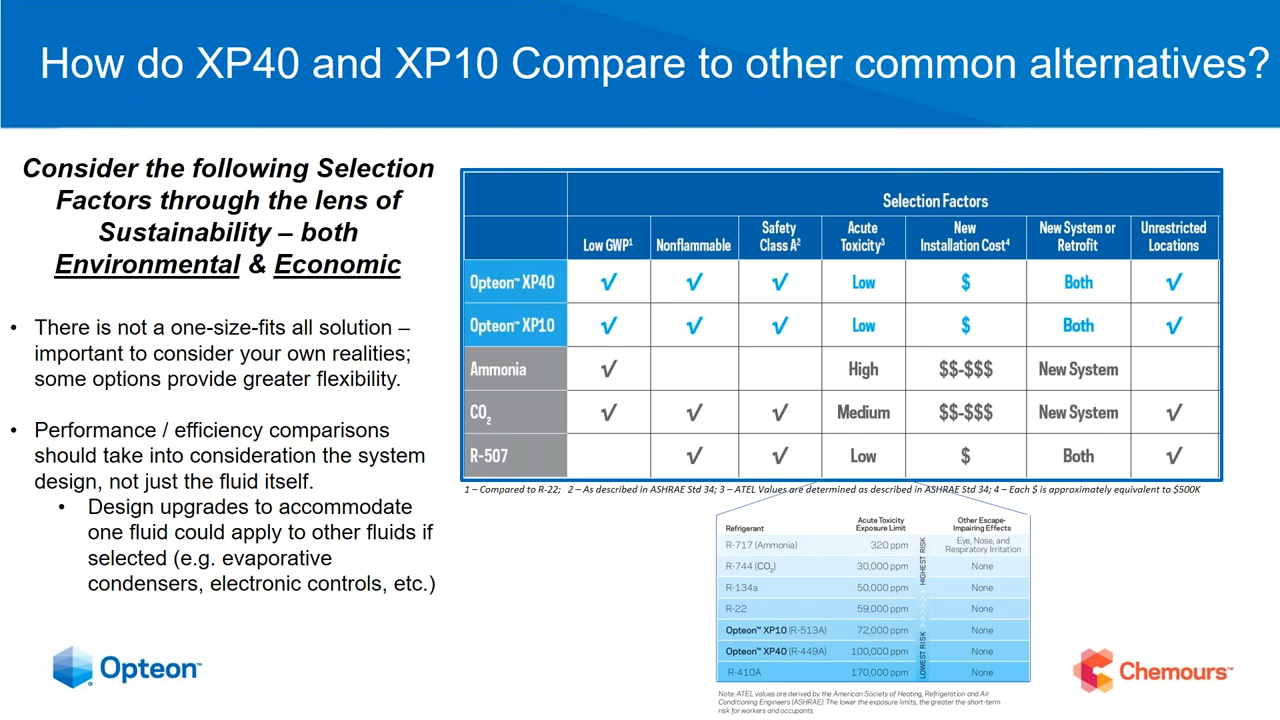 How do XP40 and XP10 Compare to other common alternatives?
Consider the following Selection
Factors through the lens of
Sustainability – both
Environmental & Economic
• There is not a one-size-fits all solution –
important to consider your own realities;
some options provide greater flexibility.
• Performance / efficiency comparisons
should take into consideration the system
design, not just the fluid itself.
• Design upgrades to accommodate
one fluid could apply to other fluids if
selected (e.g. evaporative
condensers, electronic controls, etc.)
Selection Factors
Low GWP¹ Nonflammable Safety Class A² Acute Toxicity³ New Installation Cost⁴ New System or Retrofit Unrestricted Locations
Opteon™ XP40 √ √ √ Low $ Both √
Opteon™ XP10 √ √ √ Low $ Both √
Ammonia √ High $$-$$$ New System
CO₂ √ √ √ Medium $$-$$$ New System √
R-507 √ √ Low $ Both √
1 – Compared to R-22; 2 – As described in ASHRAE Std 34; 3 – ATEL Values are determined as described in ASHRAE Std 34; 4 – Each $ is approximately equivalent to $500K
Refrigerant Acute Toxicity Exposure Limit Other Escape-Impairing Effects
R-717 (Ammonia) 320 ppm Eye, Nose, and Respiratory Irritation
R-744 (CO₂) 30,000 ppm None
R-134a 50,000 ppm None
R-22 59,000 ppm None
Opteon™ XP10 (R-513A) 72,000 ppm None
Opteon™ XP40 (R-449A) 100,000 ppm None
R-410A 170,000 ppm None
LOWEST RISK > > > > > > HIGHEST RISK
Note: ATEL values are derived by the American Society of Heating, Refrigeration and Air
Conditioning Engineers (ASHRAE). The lower the exposure limits, the greater the short-term
risk for workers and occupants.
Opteon™
Chemours™